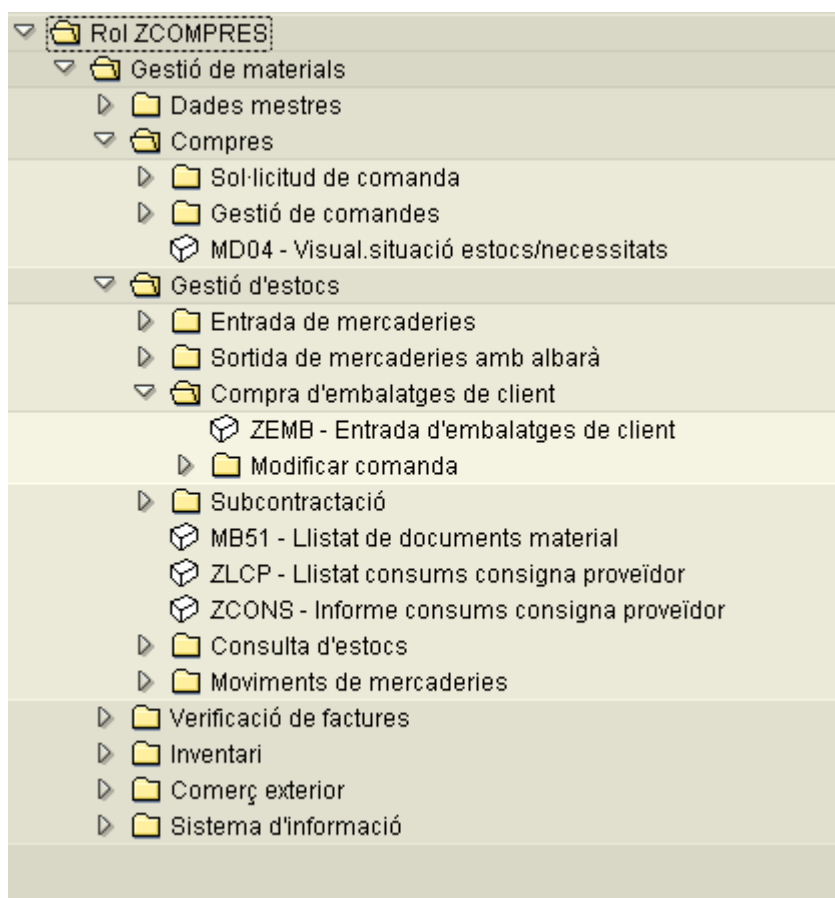 Rol ZCOMPRES
Gestió de materials
Dades mestres
Compres
Sol·licitud de comanda
Gestió de comandes
MD04 - Visual.situació estocs/necessitats
Gestió d'estocs
Entrada de mercaderies
Sortida de mercaderies amb albarà
Compra d'embalatges de client
ZEMB - Entrada d'embalatges de client
Modificar comanda
Subcontractació
MB51 - Llistat de documents material
ZLCP - Llistat consums consigna proveïdor
ZCONS - Informe consums consigna proveïdor
Consulta d'estocs
Moviments de mercaderies
Verificació de factures
Inventari
Comerç exterior
Sistema d'informació